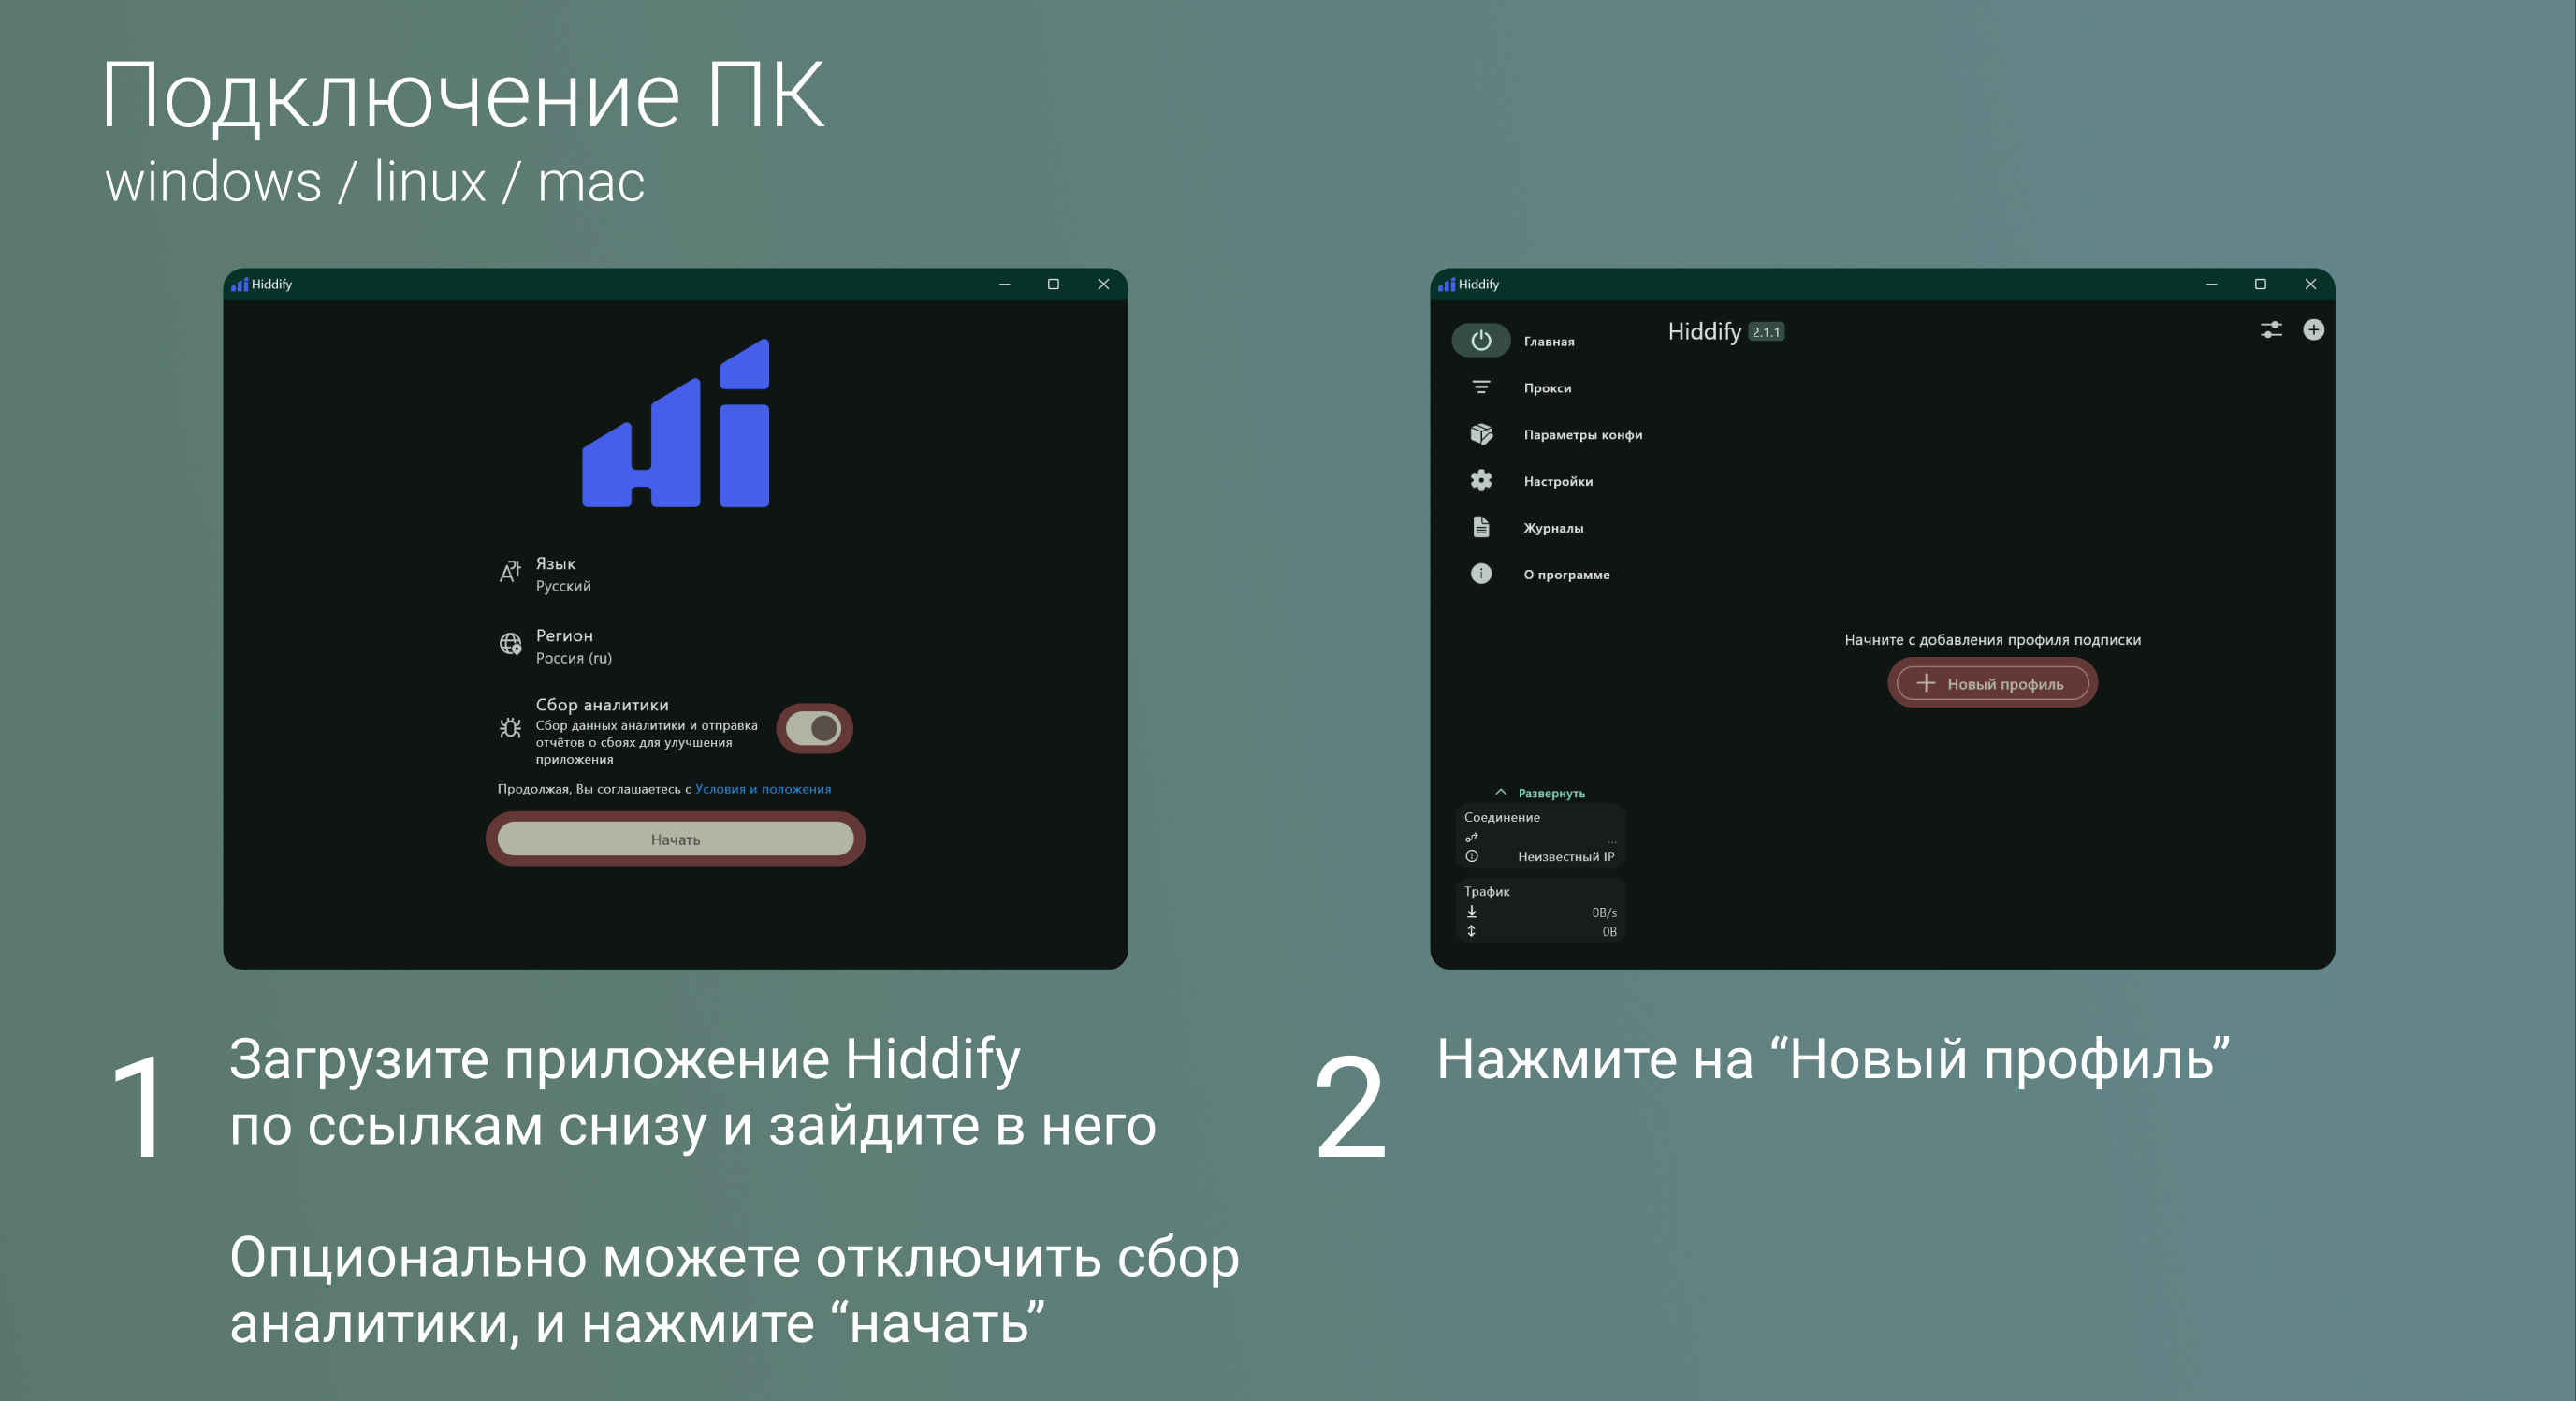 Подключение ПК
windows / linux / mac
Hiddify
Язык
Русский
Регион
Россия (ru)
Сбор аналитики
Сбор данных аналитики и отправка
отчётов о сбоях для улучшения
приложения
Продолжая, Вы соглашаетесь с Условия и положения
Начать
Hiddify
Hiddify 2.1.1
Главная
Прокси
Параметры конфи
Настройки
Журналы
О программе
Начните с добавления профиля подписки
Новый профиль
Развернуть
Соединение
...
Неизвестный IP
Трафик
0B/s
0B
1
Загрузите приложение Hiddify
по ссылкам снизу и зайдите в него
Опционально можете отключить сбор
аналитики, и нажмите “начать”
2
Нажмите на “Новый профиль”